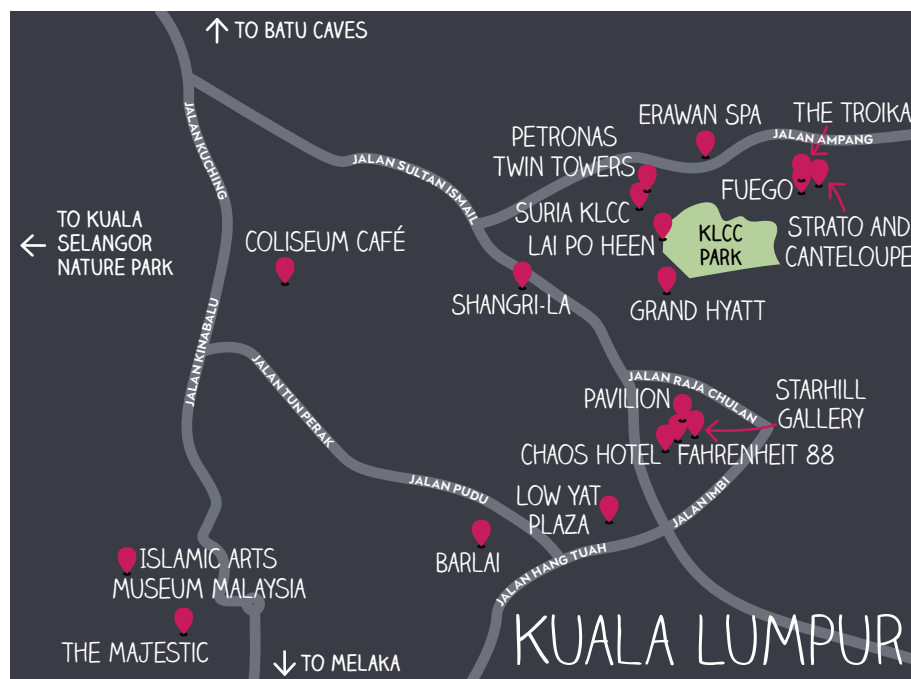 TO BATU CAVES
ERAWAN SPA
THE TROIKA
JALAN KUCHING
JALAN SULTAN ISMAIL
PETRONAS
TWIN TOWERS
JALAN AMPANG
FUEGO
SURIA KLCC
LAI PO HEEN
KLCC
PARK
STRATO AND
CANTELOUPE
TO KUALA
SELANGOR
NATURE PARK
COLISEUM CAFÉ
SHANGRI-LA
GRAND HYATT
JALAN KINABALU
JALAN TUN PERAK
JALAN RAJA CHULAN
PAVILION
STARHILL
GALLERY
CHAOS HOTEL
FAHRENHEIT 88
JALAN PUDU
LOW YAT
PLAZA
JALAN IMBI
BARLAI
JALAN HANG TUAH
ISLAMIC ARTS
MUSEUM MALAYSIA
THE MAJESTIC
TO MELAKA
KUALA LUMPUR